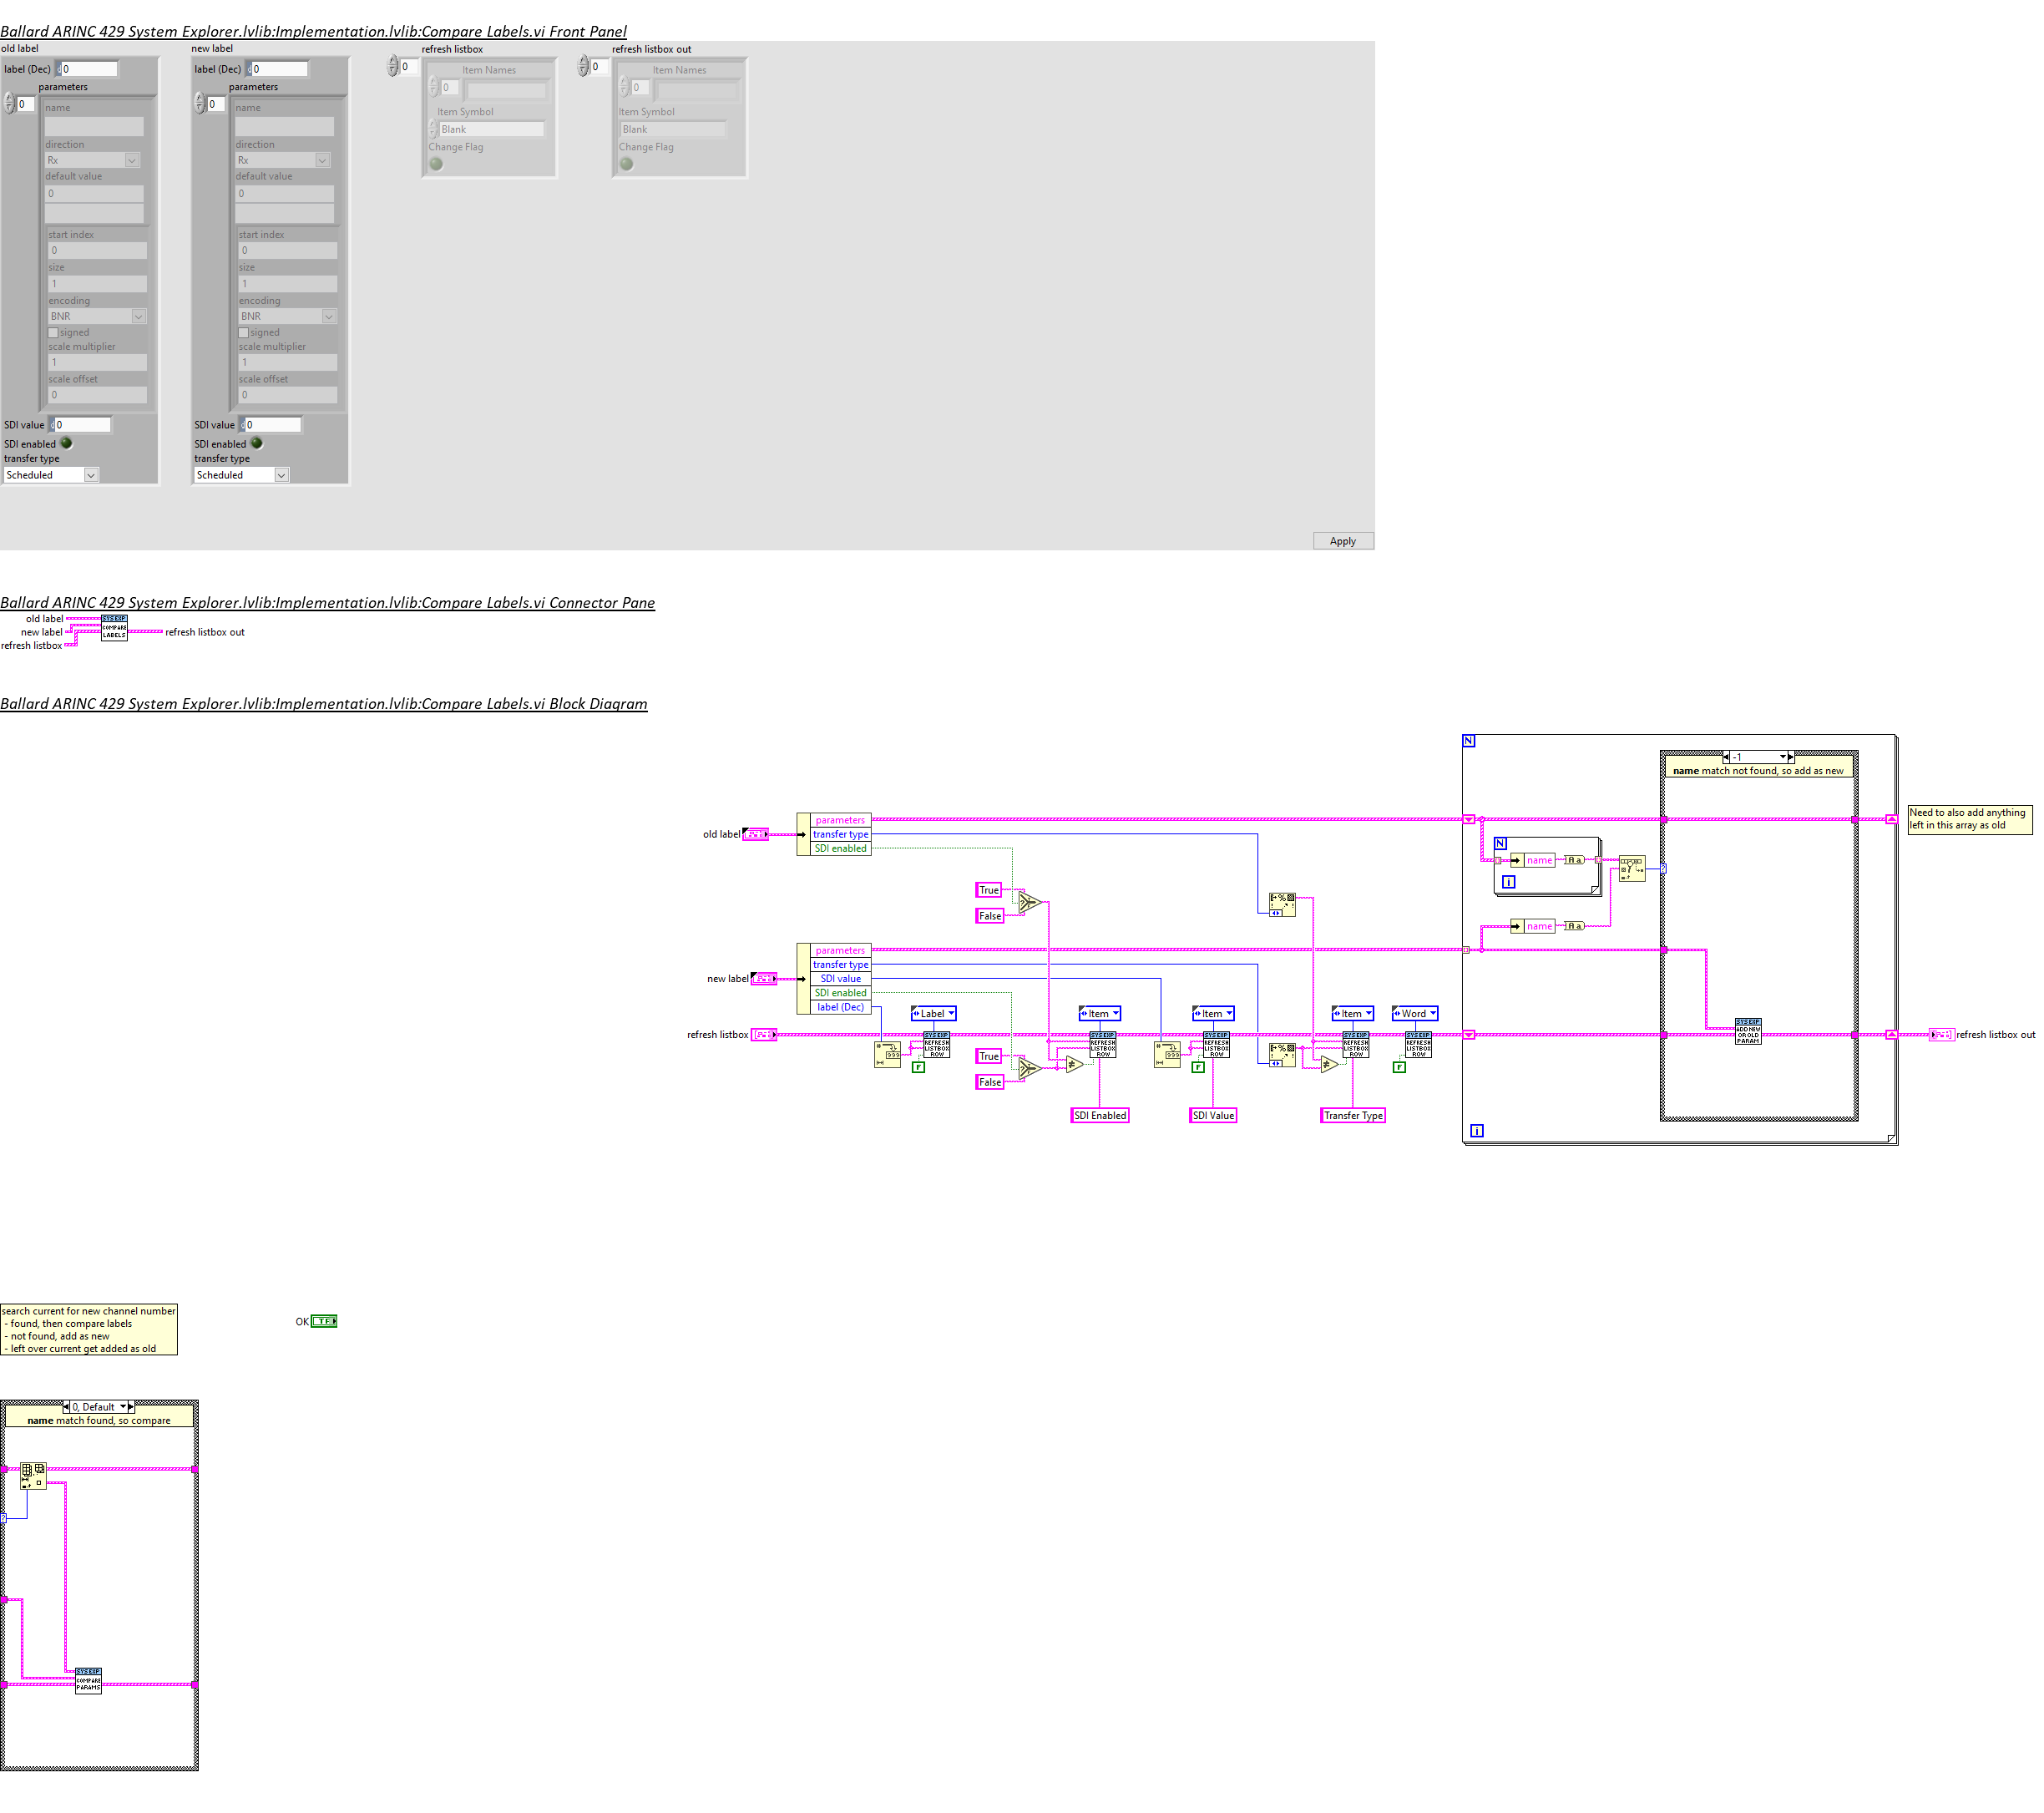 Ballard ARINC 429 System Explorer.lvlib:Implementation.lvlib:Compare Labels.vi Front Panel
old label
label (Dec) d 0
parameters
0
name
direction
Rx
default value
0
start index
0
size
1
encoding
BNR
signed
scale multiplier
1
scale offset
0
SDI value d 0
SDI enabled
transfer type
Scheduled
new label
label (Dec) d 0
parameters
0
name
direction
Rx
default value
0
start index
0
size
1
encoding
BNR
signed
scale multiplier
1
scale offset
0
SDI value d 0
SDI enabled
transfer type
Scheduled
refresh listbox
0
Item Names
0
Item Symbol
Blank
Change Flag
refresh listbox out
0
Item Names
0
Item Symbol
Blank
Change Flag
Apply
Ballard ARINC 429 System Explorer.lvlib:Implementation.lvlib:Compare Labels.vi Connector Pane
old label
new label
refresh listbox
SYS EXP
COMPARE
LABELS
refresh listbox out
Ballard ARINC 429 System Explorer.lvlib:Implementation.lvlib:Compare Labels.vi Block Diagram
N
-1
name match not found, so add as new
Need to also add anything
left in this array as old
old label
parameters
transfer type
SDI enabled
N
name
i
True
False
name
new label
parameters
transfer type
SDI value
SDI enabled
label (Dec)
Label
Item
Item
Item
Word
refresh listbox
SYS EXP
REFRESH
LISTBOX
ROW
F
True
False
SYS EXP
REFRESH
LISTBOX
ROW
SYS EXP
REFRESH
LISTBOX
ROW
F
SYS EXP
REFRESH
LISTBOX
ROW
SYS EXP
REFRESH
LISTBOX
ROW
F
SYS EXP
ADD NEW
OR OLD
PARAM
refresh listbox out
SDI Enabled
SDI Value
Transfer Type
i
search current for new channel number
- found, then compare labels
- not found, add as new
- left over current get added as old
OK TF
0, Default
name match found, so compare
SYS EXP
COMPARE
PARAMS